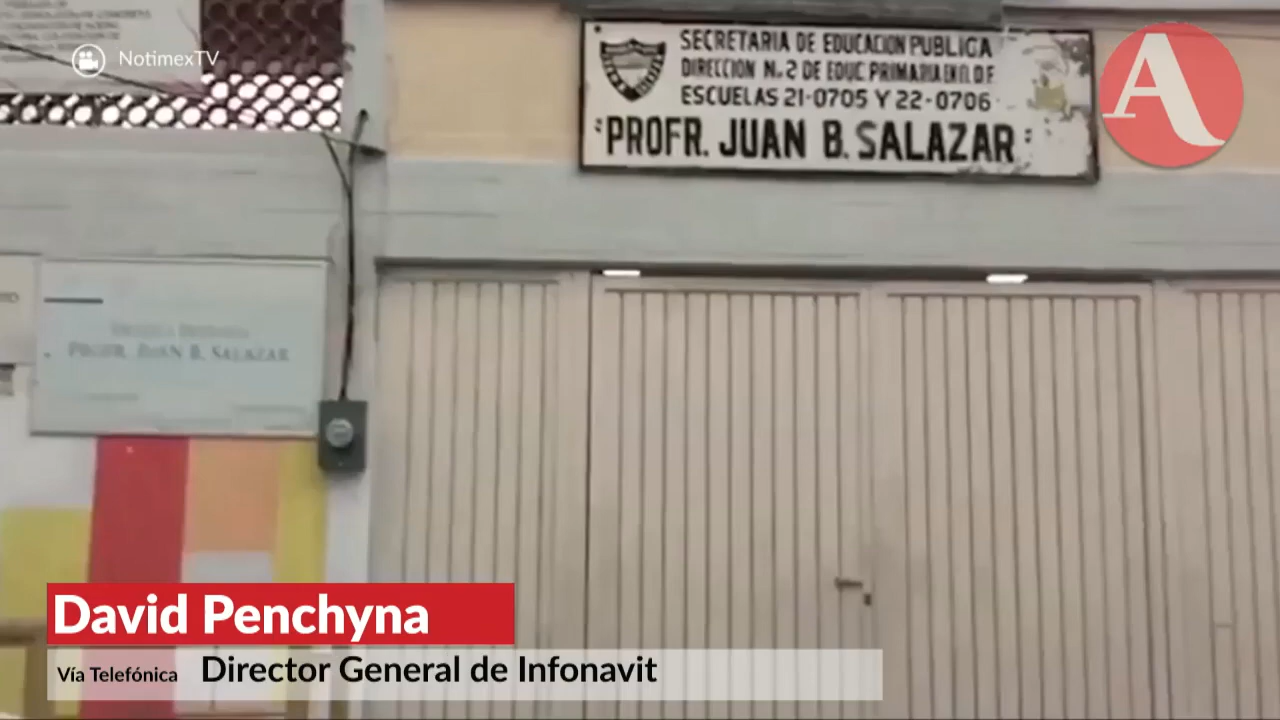 NotimexTV
SECRETARIA DE EDUCACION PUBLICA
DIRECCION No. 2 DE EDUC PRIMARIA EN EL D F.
ESCUELAS 21-0705 Y 22-0706
"PROFR. JUAN B. SALAZAR"
A
PROFR. JUAN B. SALAZAR
David Penchyna
Vía Telefónica Director General de Infonavit